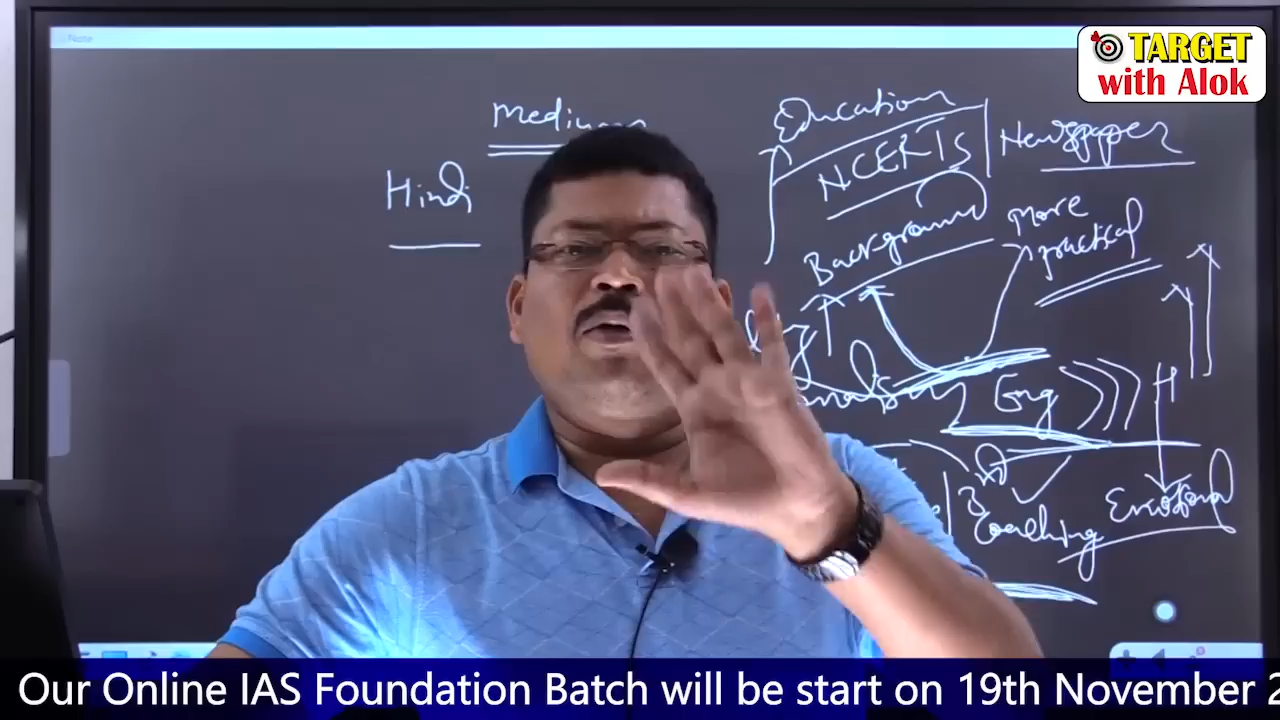 Note
TARGET
with Alok
Medium
Hindi
Education
NCERTs
Newspaper
Background
More
practical
Eng
H
Coaching
Emotional
Our Online IAS Foundation Batch will be start on 19th November 2